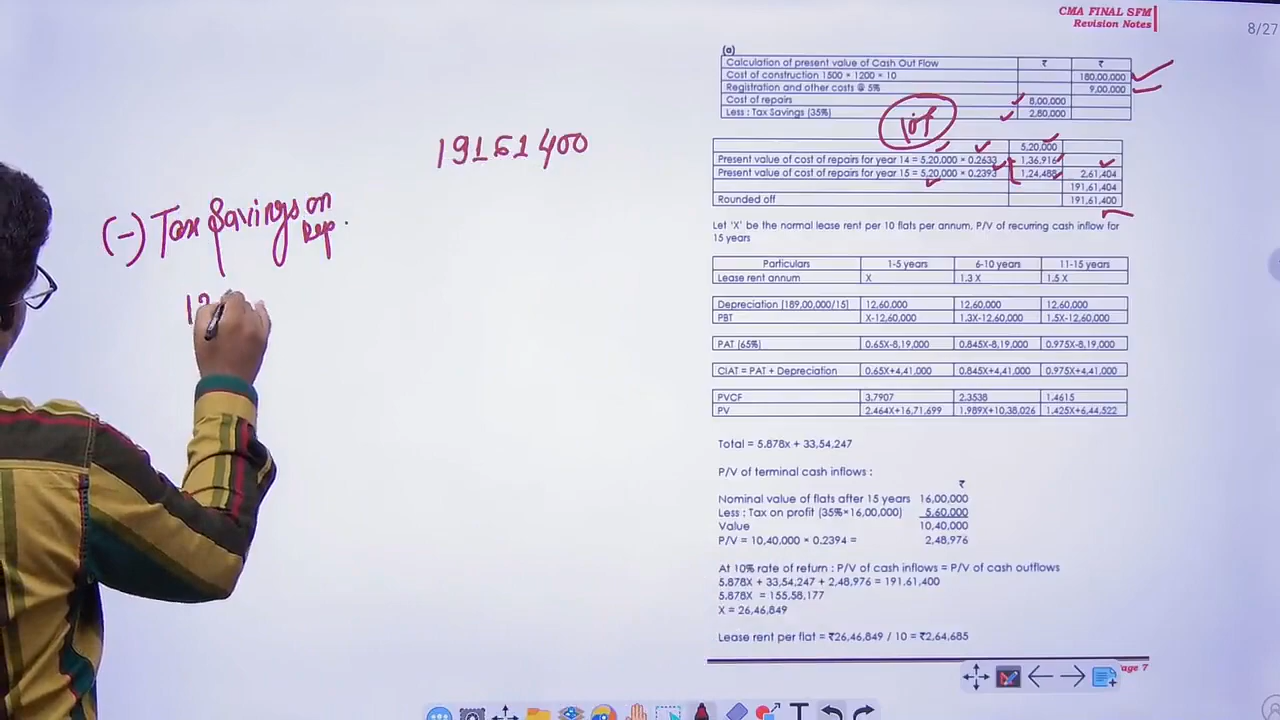 CMA FINAL SFM
Revision Notes
8/27
(a)
Calculation of present value of Cash Out Flow ₹ ₹
Cost of construction 1500 * 1200 * 10 180,00,000
Registration and other costs @ 5% 9,00,000
Cost of repairs 8,00,000
Less : Tax Savings (35%) 2,80,000
5,20,000
Present value of cost of repairs for year 14 = 5,20,000 * 0.2633 1,36,916
Present value of cost of repairs for year 15 = 5,20,000 * 0.2393 1,24,488 2,61,404
191,61,404
Rounded off 191,61,400
19161400
(-) Tax Savings on
Rep.
Let 'X' be the normal lease rent per 10 flats per annum, P/V of recurring cash inflow for
15 years
Particulars 1-5 years 6-10 years 11-15 years
Lease rent annum X 1.3 X 1.5 X
Depreciation [189,00,000/15] 12,60,000 12,60,000 12,60,000
PBT X-12,60,000 1.3X-12,60,000 1.5X-12,60,000
PAT (65%) 0.65X-8,19,000 0.845X-8,19,000 0.975X-8,19,000
CIAT = PAT + Depreciation 0.65X+4,41,000 0.845X+4,41,000 0.975X+4,41,000
PVCF 3.7907 2.3538 1.4615
PV 2.464X+16,71,699 1.989X+10,38,026 1.425X+6,44,522
Total = 5.878x + 33,54,247
P/V of terminal cash inflows :
₹
Nominal value of flats after 15 years 16,00,000
Less : Tax on profit (35%*16,00,000) 5,60,000
Value 10,40,000
P/V = 10,40,000 * 0.2394 = 2,48,976
At 10% rate of return : P/V of cash inflows = P/V of cash outflows
5.878X + 33,54,247 + 2,48,976 = 191,61,400
5.878X = 155,58,177
X = 26,46,849
Lease rent per flat = ₹26,46,849 / 10 = ₹2,64,685
age 7